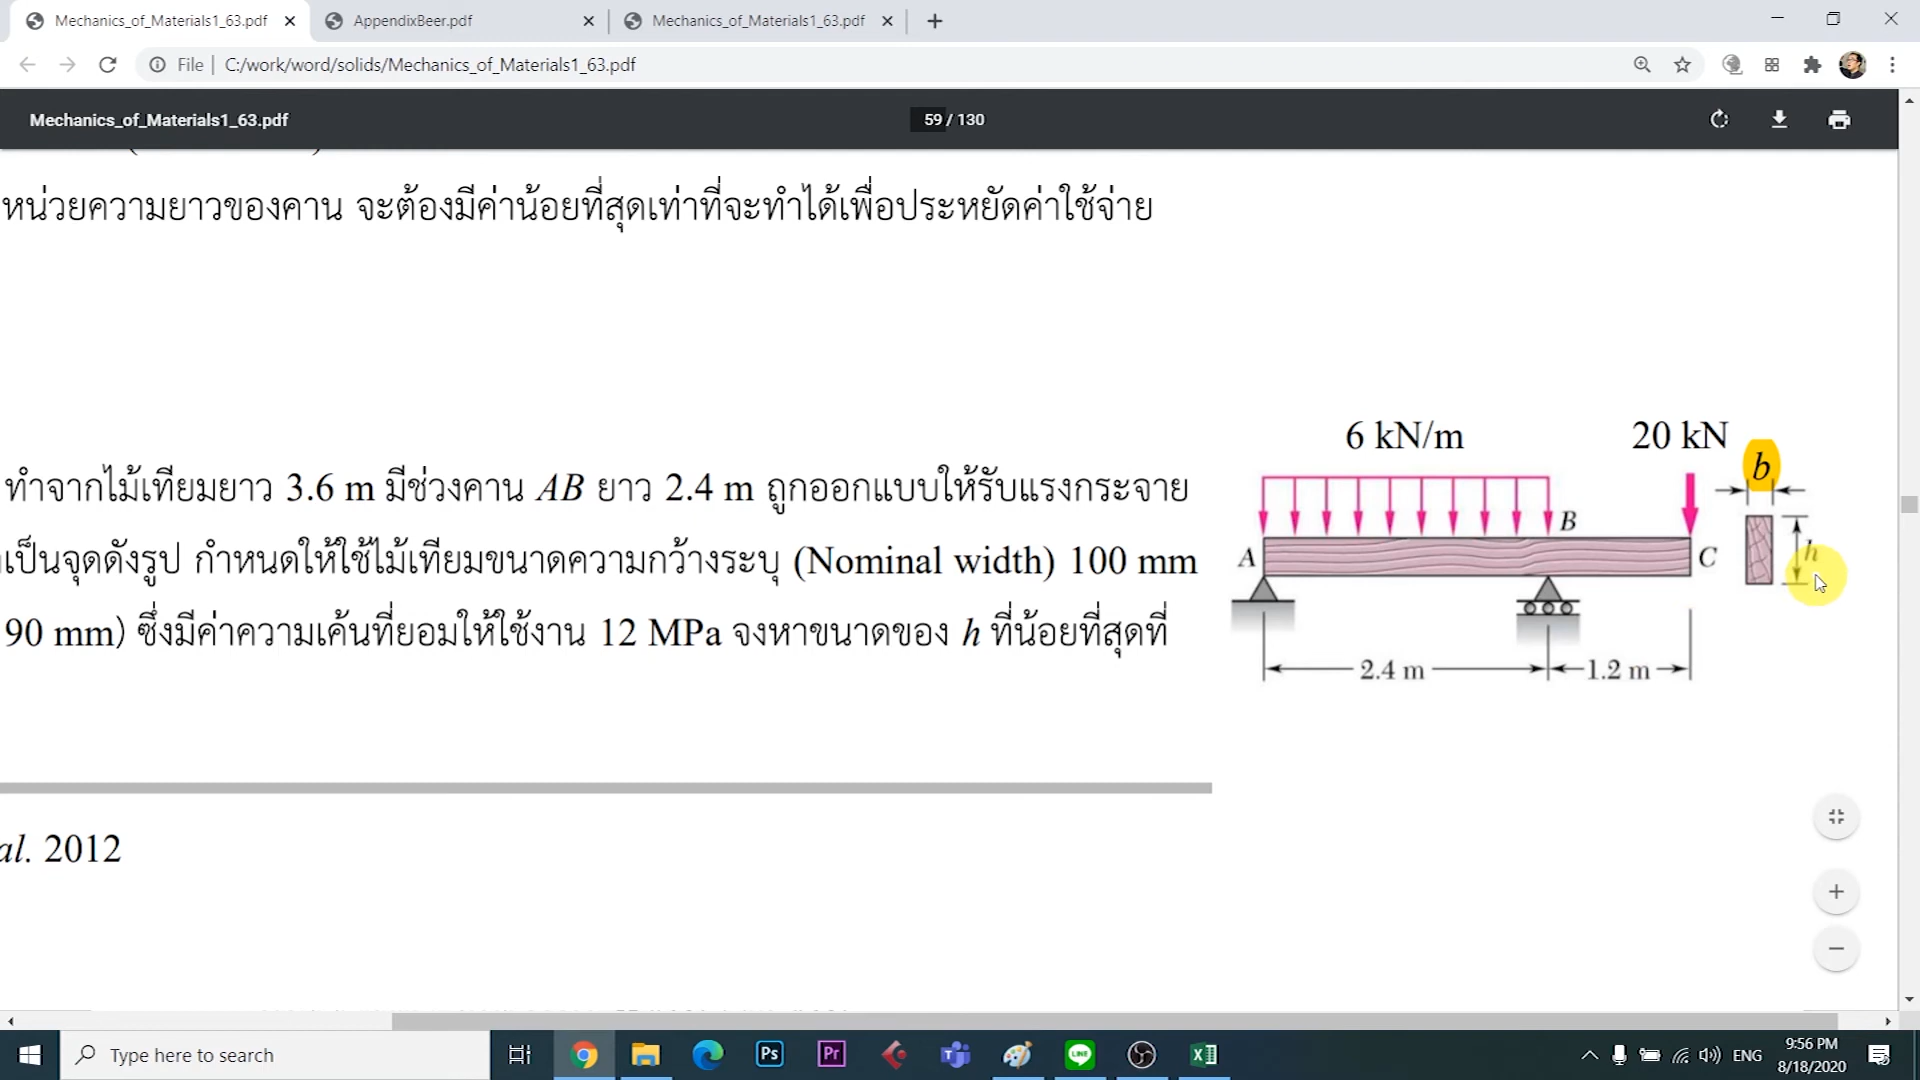 Mechanics_of_Materials1_63.pdf
AppendixBeer.pdf
Mechanics_of_Materials1_63.pdf
File
C:/work/word/solids/Mechanics_of_Materials1_63.pdf
Mechanics_of_Materials1_63.pdf
59 / 130
หน่วยความยาวของคาน จะต้องมีค่าน้อยที่สุดเท่าที่จะทำได้เพื่อประหยัดค่าใช้จ่าย
6 kN/m
20 kN
b
ทำจากไม้เทียมยาว 3.6 m มีช่วงคาน AB ยาว 2.4 m ถูกออกแบบให้รับแรงกระจาย
B
A
C
h
เป็นจุดดังรูป กำหนดให้ใช้ไม้เทียมขนาดความกว้างระบุ (Nominal width) 100 mm
90 mm) ซึ่งมีค่าความเค้นที่ยอมให้ใช้งาน 12 MPa จงหาขนาดของ h ที่น้อยที่สุดที่
2.4 m
1.2 m
al. 2012
Type here to search
Ps
Pr
LINE
ENG
9:56 PM
8/18/2020